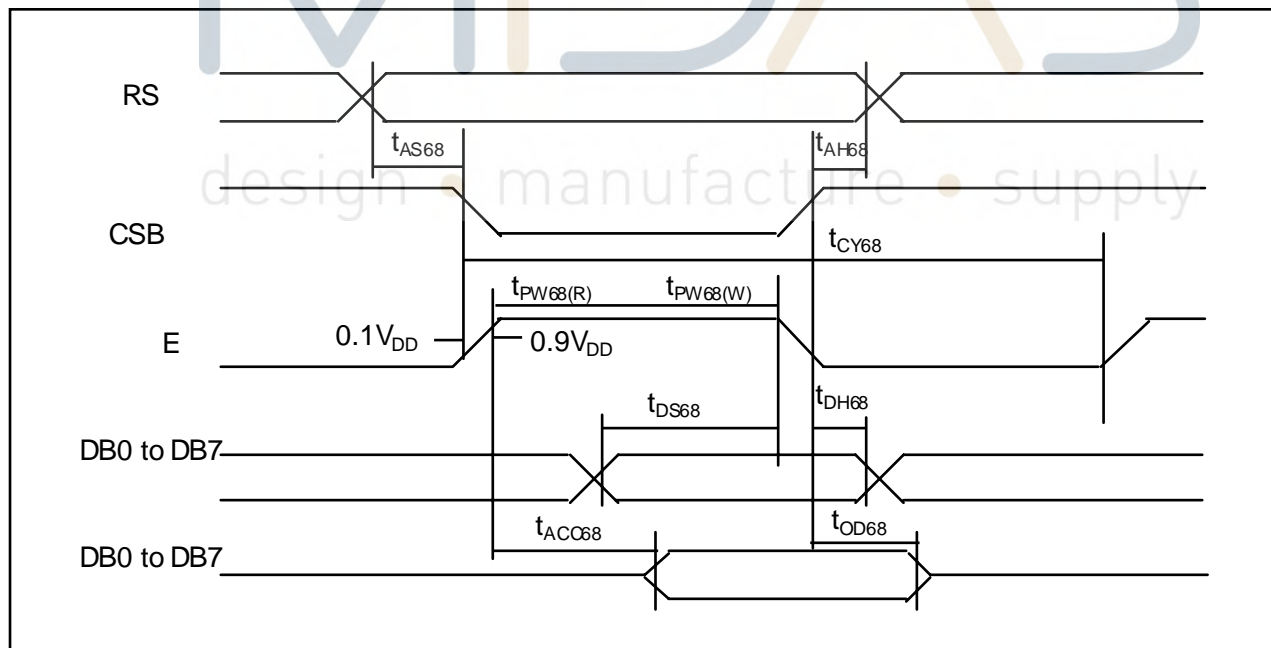 MIDAS
RS
tAS68
tAH68
design • manufacture • supply
CSB
tCY68
tPW68(R)
tPW68(W)
0.1VDD
0.9VDD
E
tDS68
tDH68
DB0 to DB7
tACC68
tOD68
DB0 to DB7